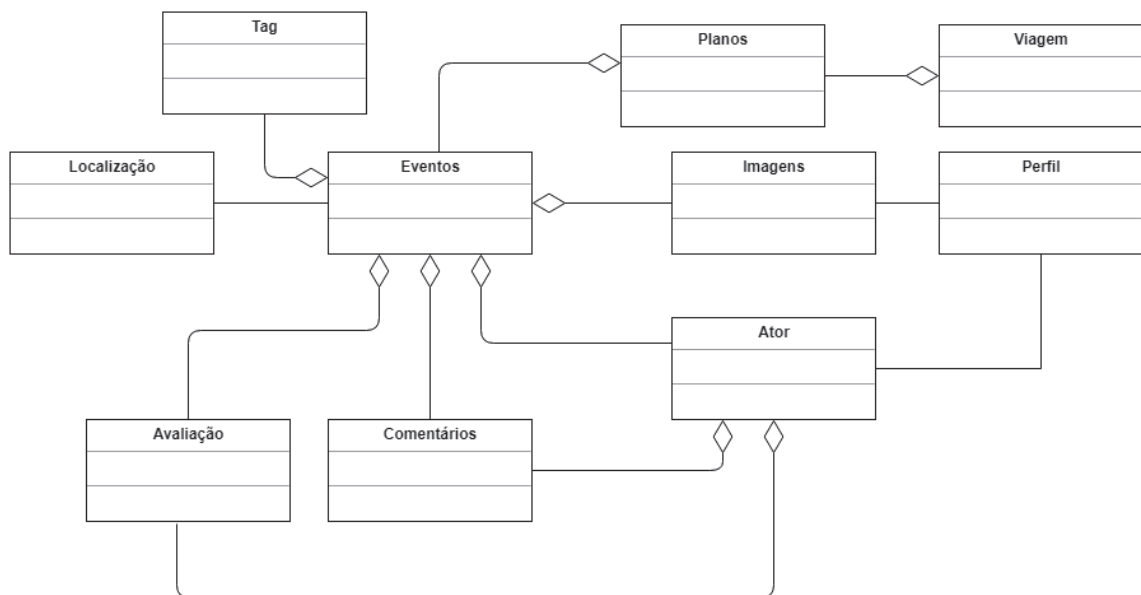 Tag
Planos
Viagem
Localização
Eventos
Imagens
Perfil
Ator
Avaliação
Comentários